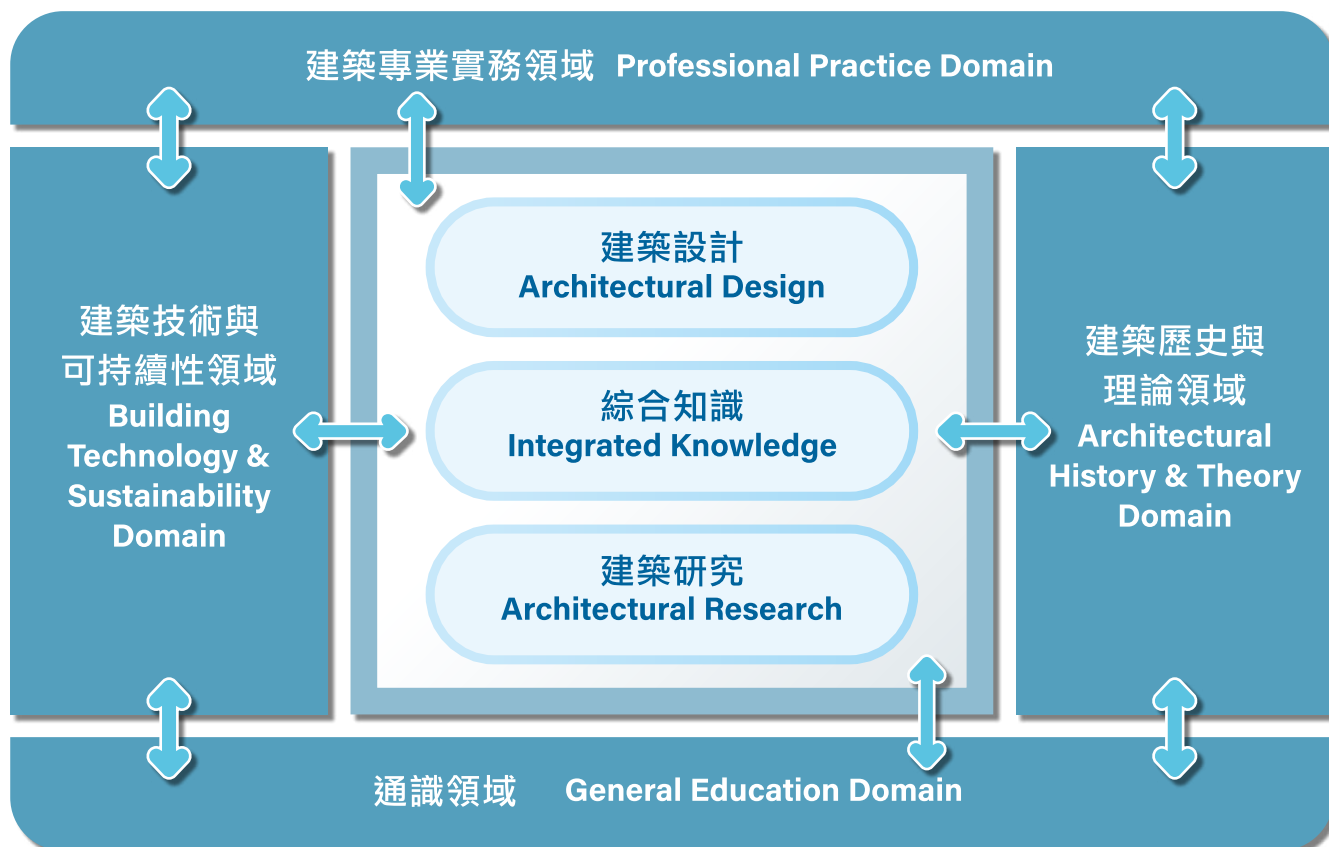 建築專業實務領域 Professional Practice Domain
建築技術與
可持續性領域
Building
Technology &
Sustainability
Domain
建築設計
Architectural Design
綜合知識
Integrated Knowledge
建築研究
Architectural Research
建築歷史與
理論領域
Architectural
History & Theory
Domain
通識領域 General Education Domain